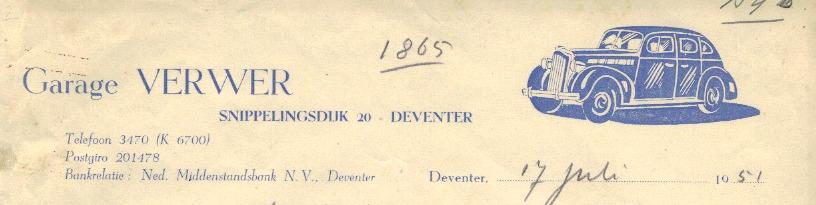 1865
Garage VERWER
SNIPPELINGSDIJK 20 - DEVENTER
Telefoon 3470 (K 6700)
Postgiro 201478
Bankrelatie: Ned. Middenstandsbank N.V., Deventer
Deventer, 17 Juli 1951